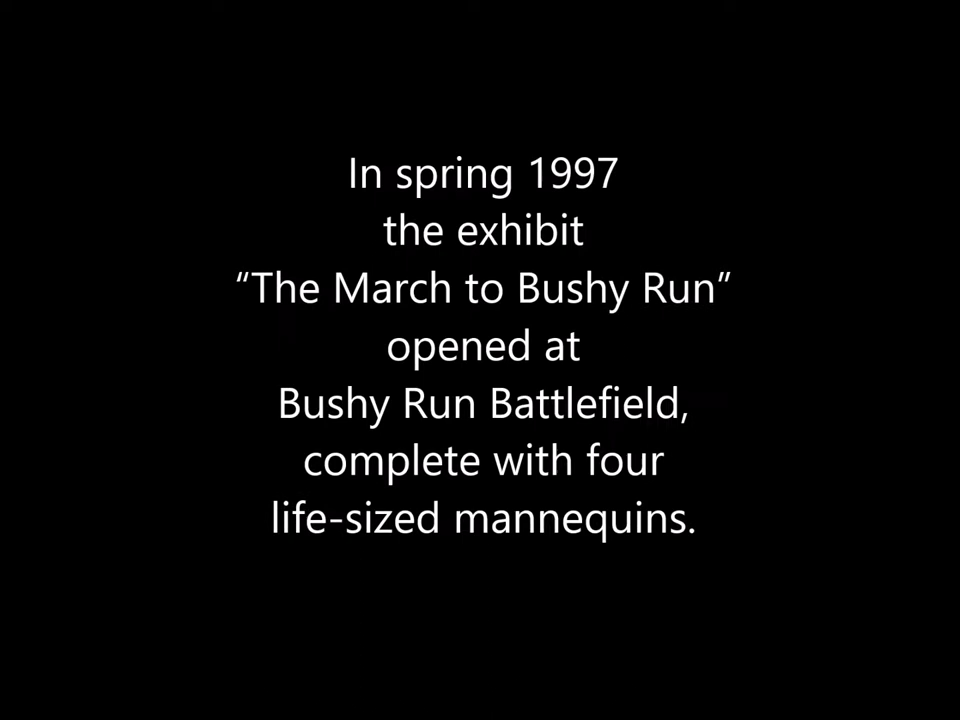 In spring 1997
the exhibit
“The March to Bushy Run”
opened at
Bushy Run Battlefield,
complete with four
life-sized mannequins.